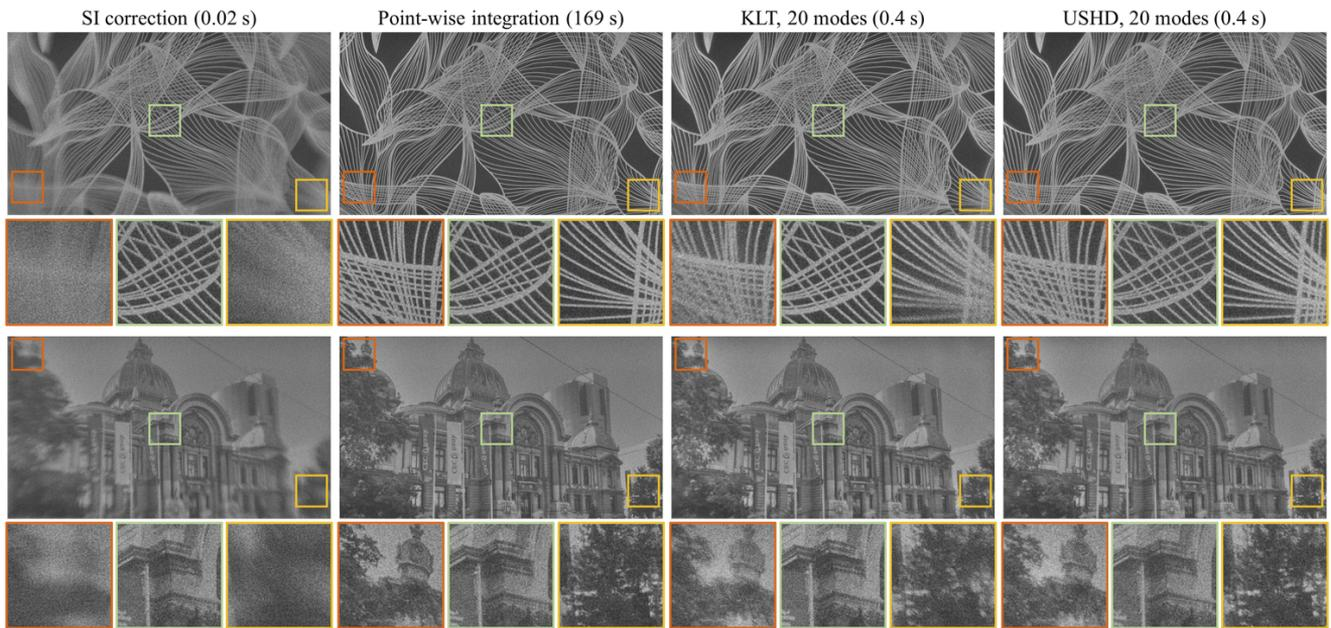 SI correction (0.02 s)
Point-wise integration (169 s)
KLT, 20 modes (0.4 s)
USHD, 20 modes (0.4 s)